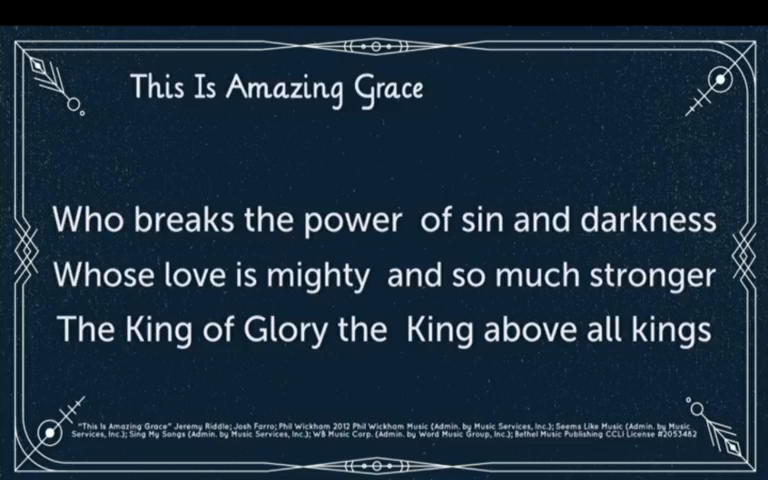 This Is Amazing Grace
Who breaks the power of sin and darkness
Whose love is mighty and so much stronger
The King of Glory the King above all kings
"This Is Amazing Grace" Jeremy Riddle; Josh Farro; Phil Wickham 2012 Phil Wickham Music (Admin. by Music Services, Inc.); Seems Like Music (Admin. by Music
Services, Inc.); Sing My Songs (Admin. by Music Services, Inc.); WB Music Corp. (Admin. by Word Music Group, Inc.); Bethel Music Publishing CCLI License #2053482